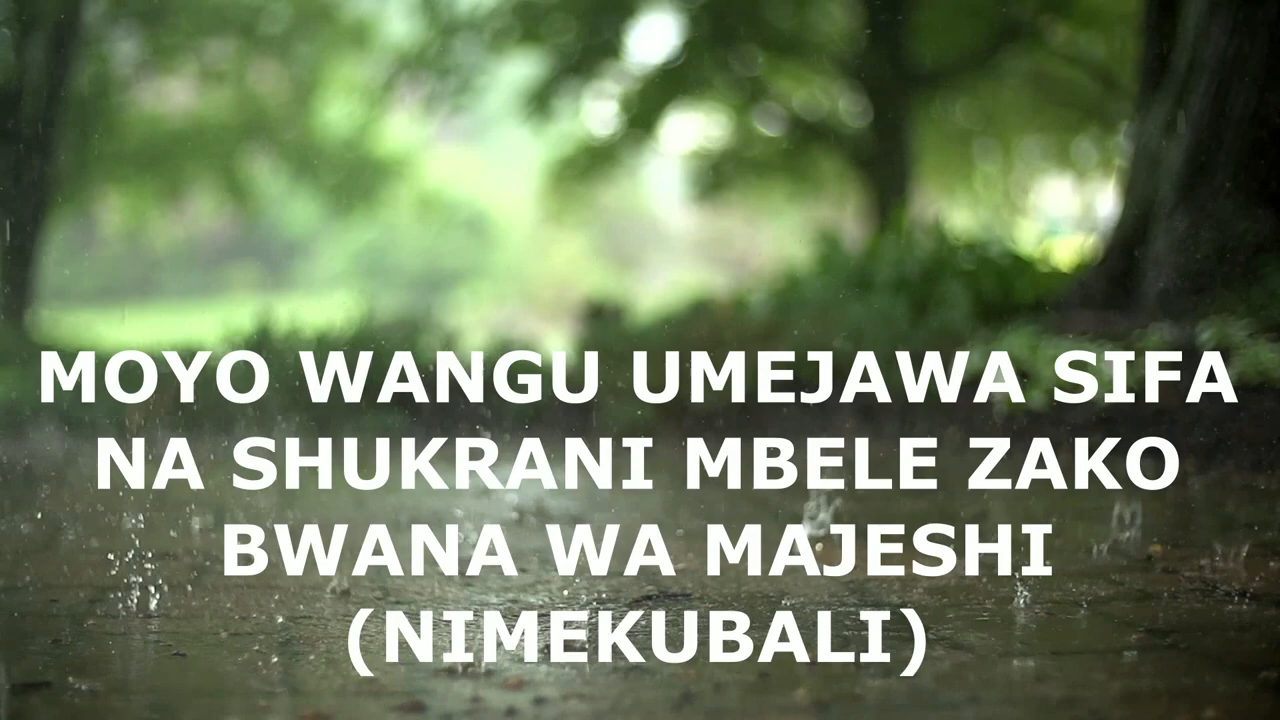 MOYO WANGU UMEJAWA SIFA
NA SHUKRANI MBELE ZAKO
BWANA WA MAJESHI
(NIMEKUBALI)